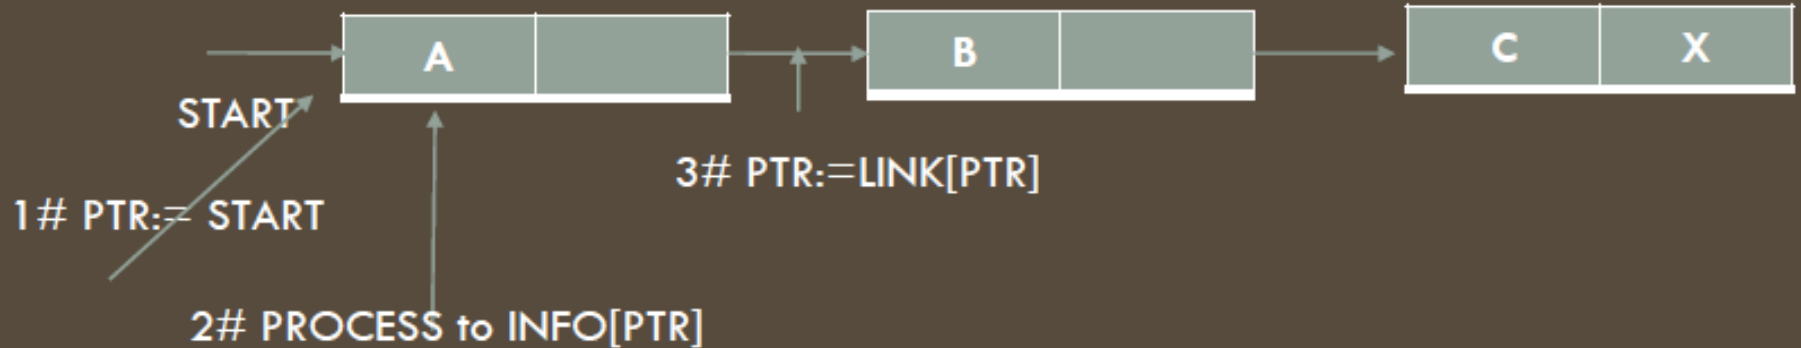 A
B
C X
START
3# PTR:=LINK[PTR]
1# PTR:= START
2# PROCESS to INFO[PTR]